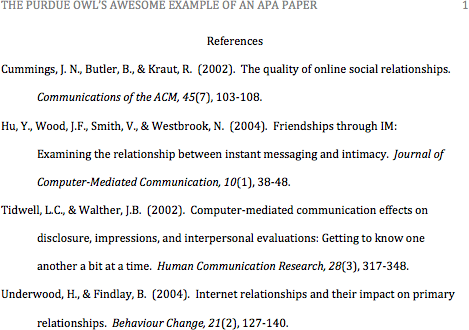 THE PURDUE OWL'S AWESOME EXAMPLE OF AN APA PAPER 1
References
Cummings, J. N., Butler, B., & Kraut, R. (2002). The quality of online social relationships.
Communications of the ACM, 45(7), 103-108.
Hu, Y., Wood, J.F., Smith, V., & Westbrook, N. (2004). Friendships through IM:
Examining the relationship between instant messaging and intimacy. Journal of
Computer-Mediated Communication, 10(1), 38-48.
Tidwell, L.C., & Walther, J.B. (2002). Computer-mediated communication effects on
disclosure, impressions, and interpersonal evaluations: Getting to know one
another a bit at a time. Human Communication Research, 28(3), 317-348.
Underwood, H., & Findlay, B. (2004). Internet relationships and their impact on primary
relationships. Behaviour Change, 21(2), 127-140.